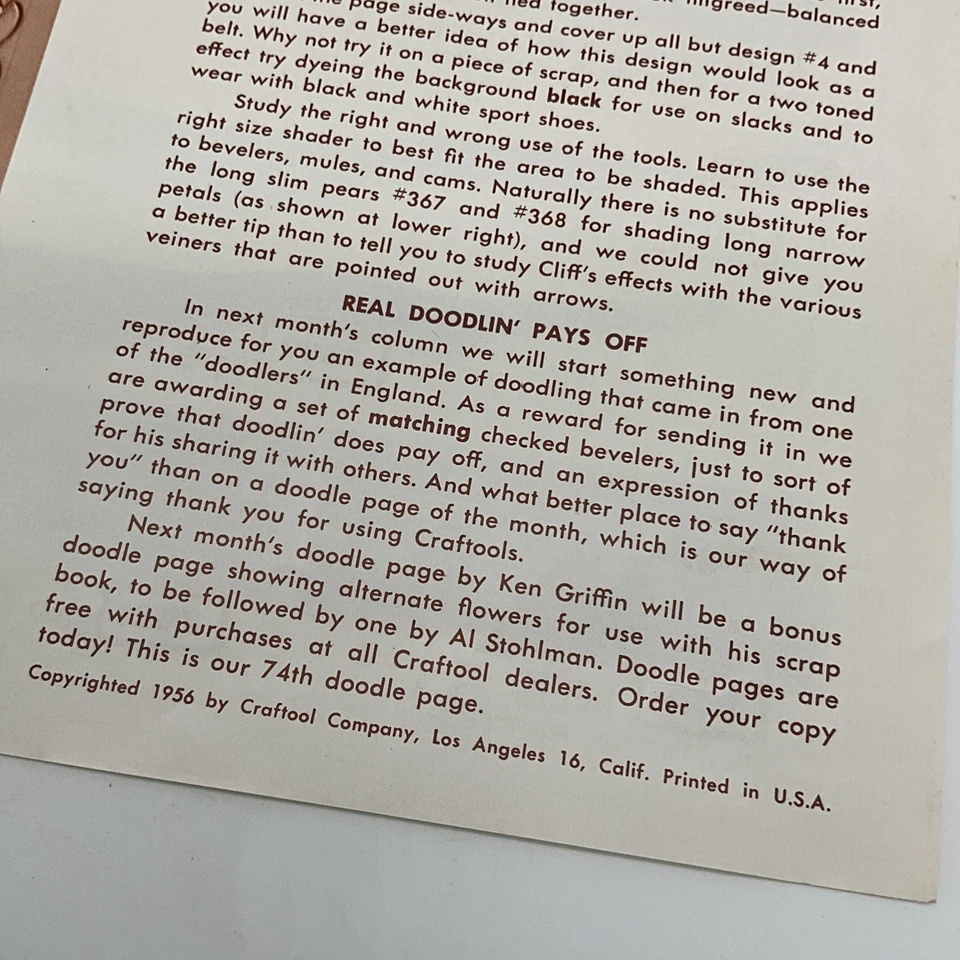 filigreed—balanced
together.
page side-ways and cover up all but design #4 and
you will have a better idea of how this design would look as a
belt. Why not try it on a piece of scrap, and then for a two toned
effect try dyeing the background black for use on slacks and to
wear with black and white sport shoes.
Study the right and wrong use of the tools. Learn to use the
right size shader to best fit the area to be shaded. This applies
to bevelers, mules, and cams. Naturally there is no substitute for
the long slim pears #367 and #368 for shading long narrow
petals (as shown at lower right), and we could not give you
a better tip than to tell you to study Cliff's effects with the various
veiners that are pointed out with arrows.
REAL DOODLIN' PAYS OFF
In next month's column we will start something new and
reproduce for you an example of doodling that came in from one
of the "doodlers" in England. As a reward for sending it in we
are awarding a set of matching checked bevelers, just to sort of
prove that doodlin' does pay off, and an expression of thanks
for his sharing it with others. And what better place to say "thank
you" than on a doodle page of the month, which is our way of
saying thank you for using Craftools.
Next month's doodle page by Ken Griffin will be a bonus
doodle page showing alternate flowers for use with his scrap
book, to be followed by one by Al Stohlman. Doodle pages are
free with purchases at all Craftool dealers. Order your copy
today! This is our 74th doodle page.
Copyrighted 1956 by Craftool Company, Los Angeles 16, Calif. Printed in U.S.A.